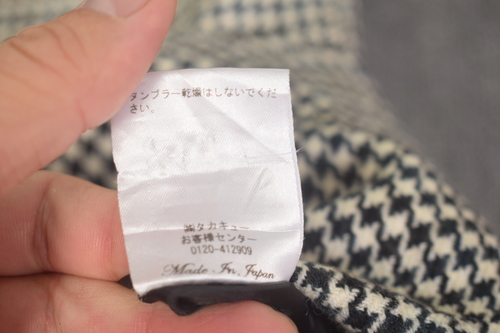 タンブラー乾燥はしないでくだ
さい。
㈱タカキュー
お客様センター
0120-412909
Made In Japan